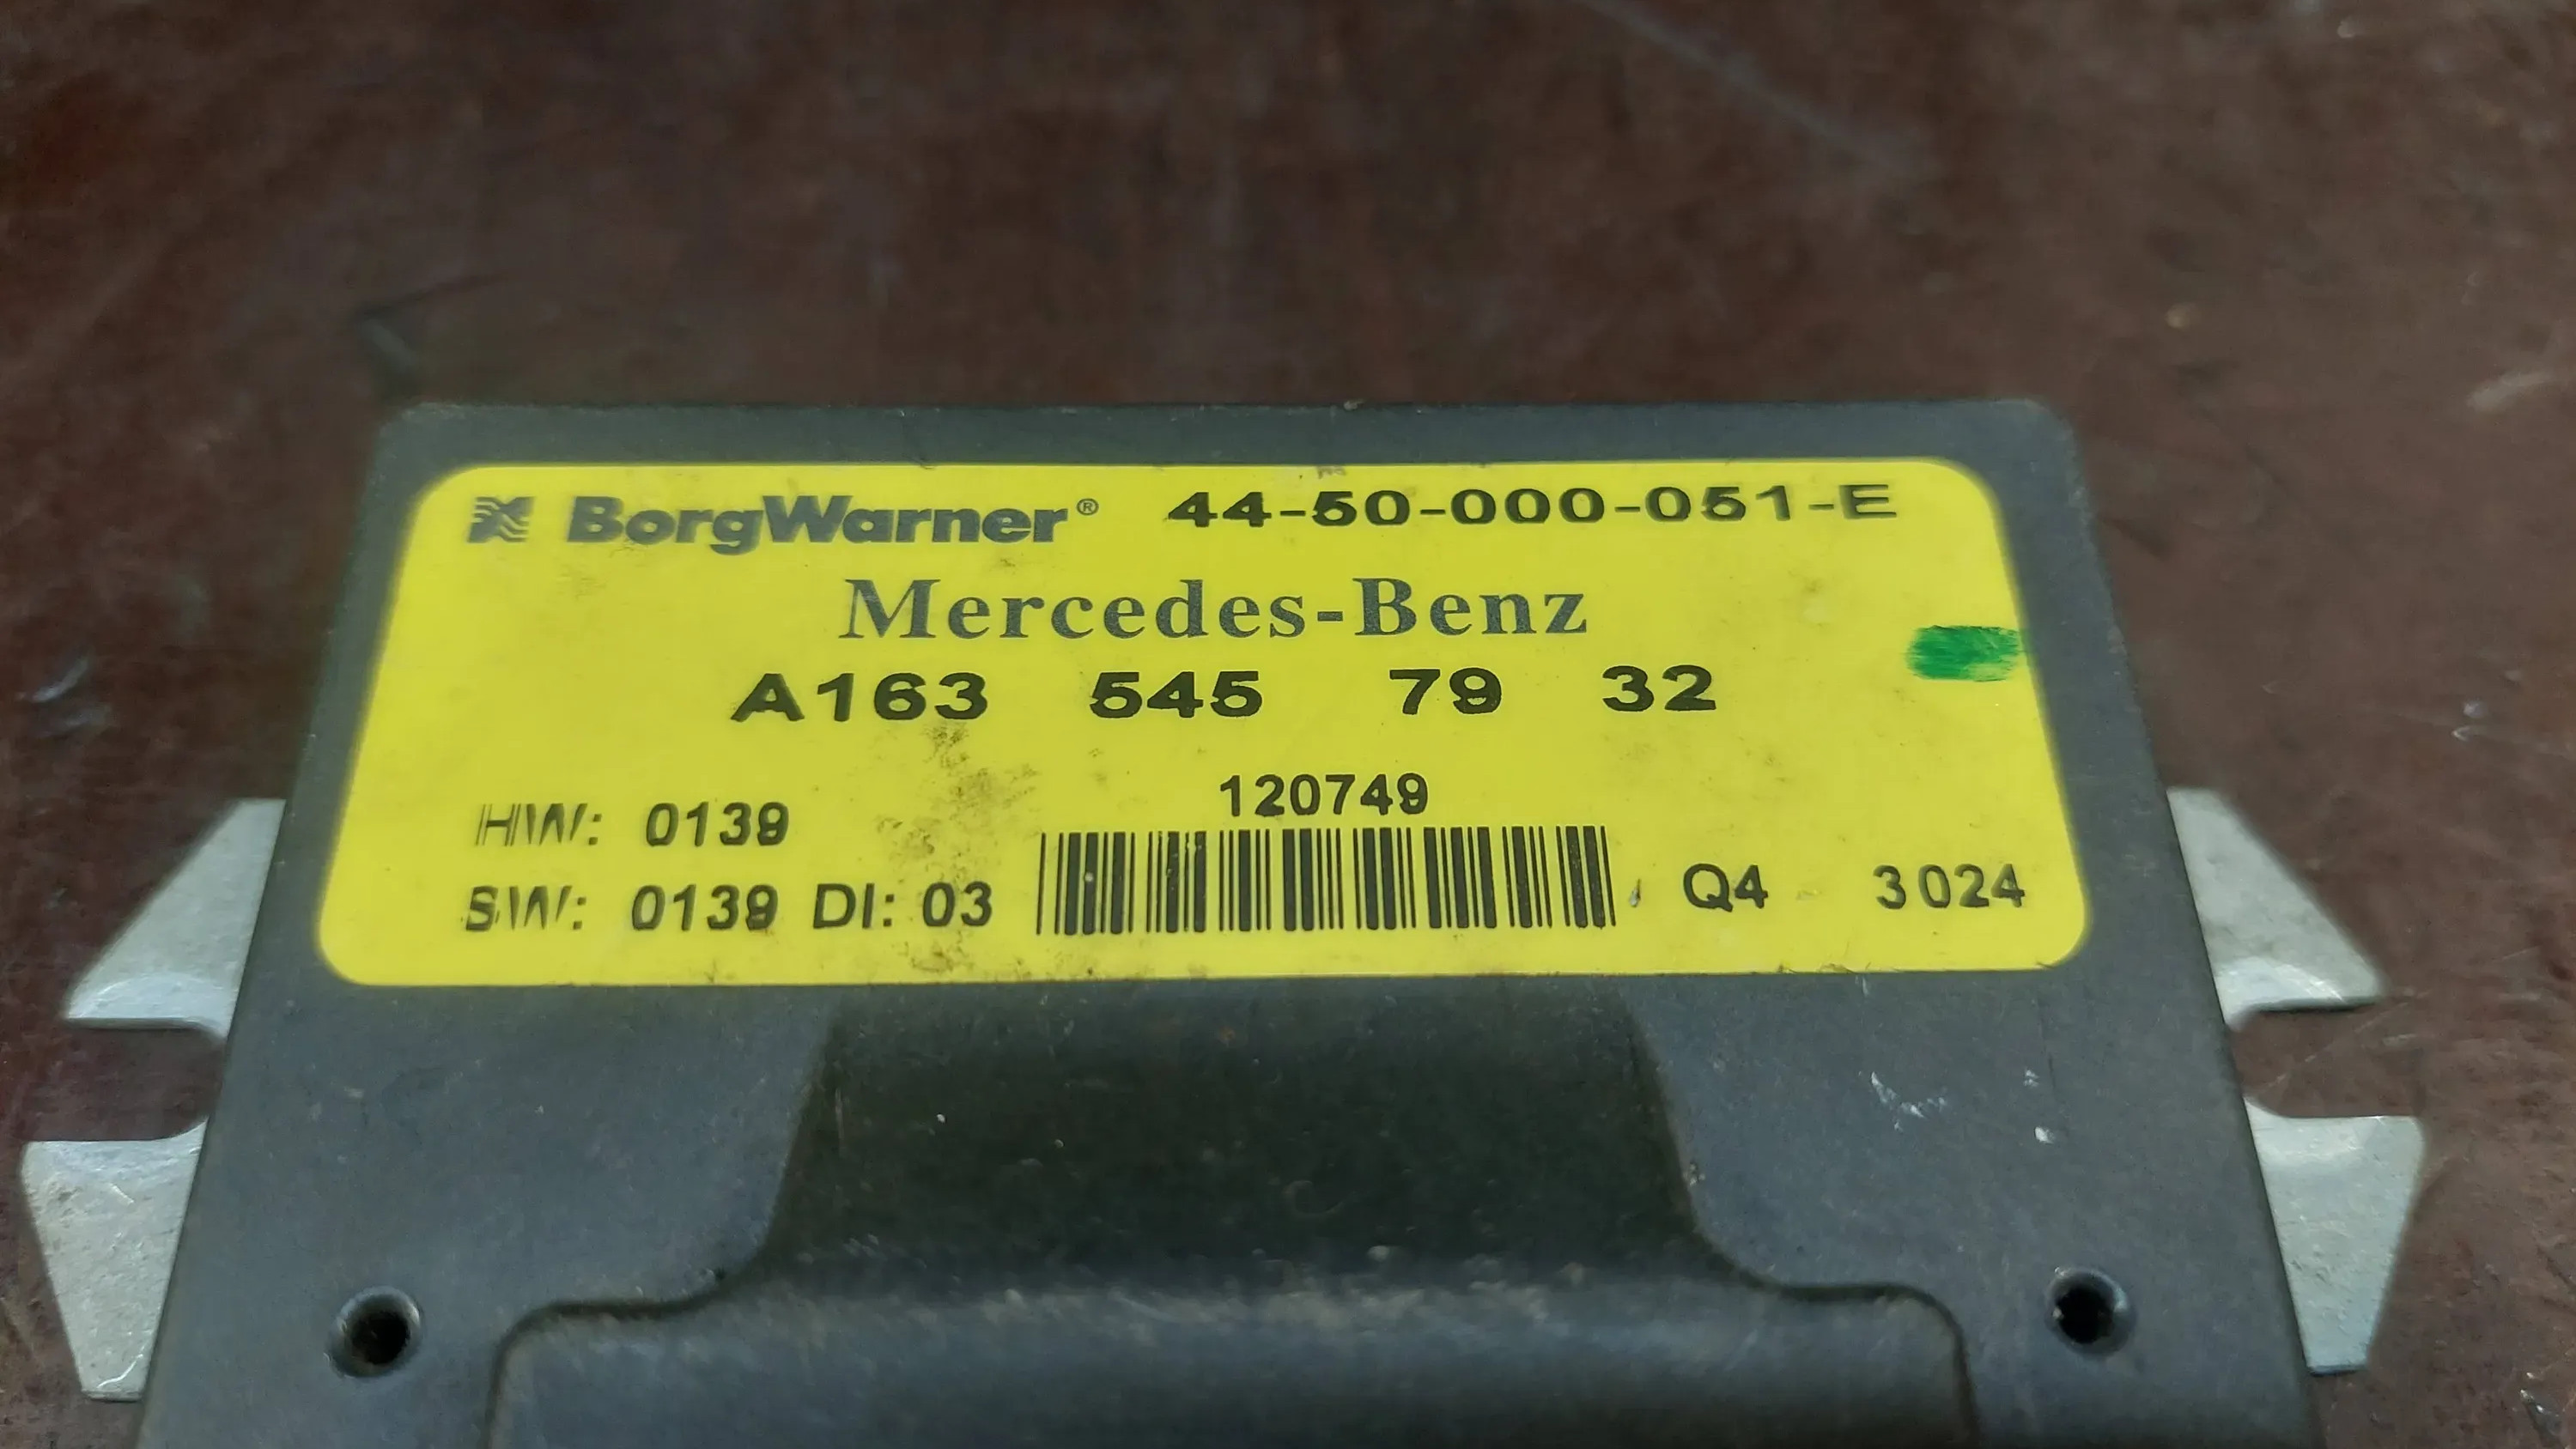 BorgWarner® 44-50-000-051-E
Mercedes-Benz
A163 545 79 32
120749
HW: 0139
SW: 0139 DI: 03 Q4 3024